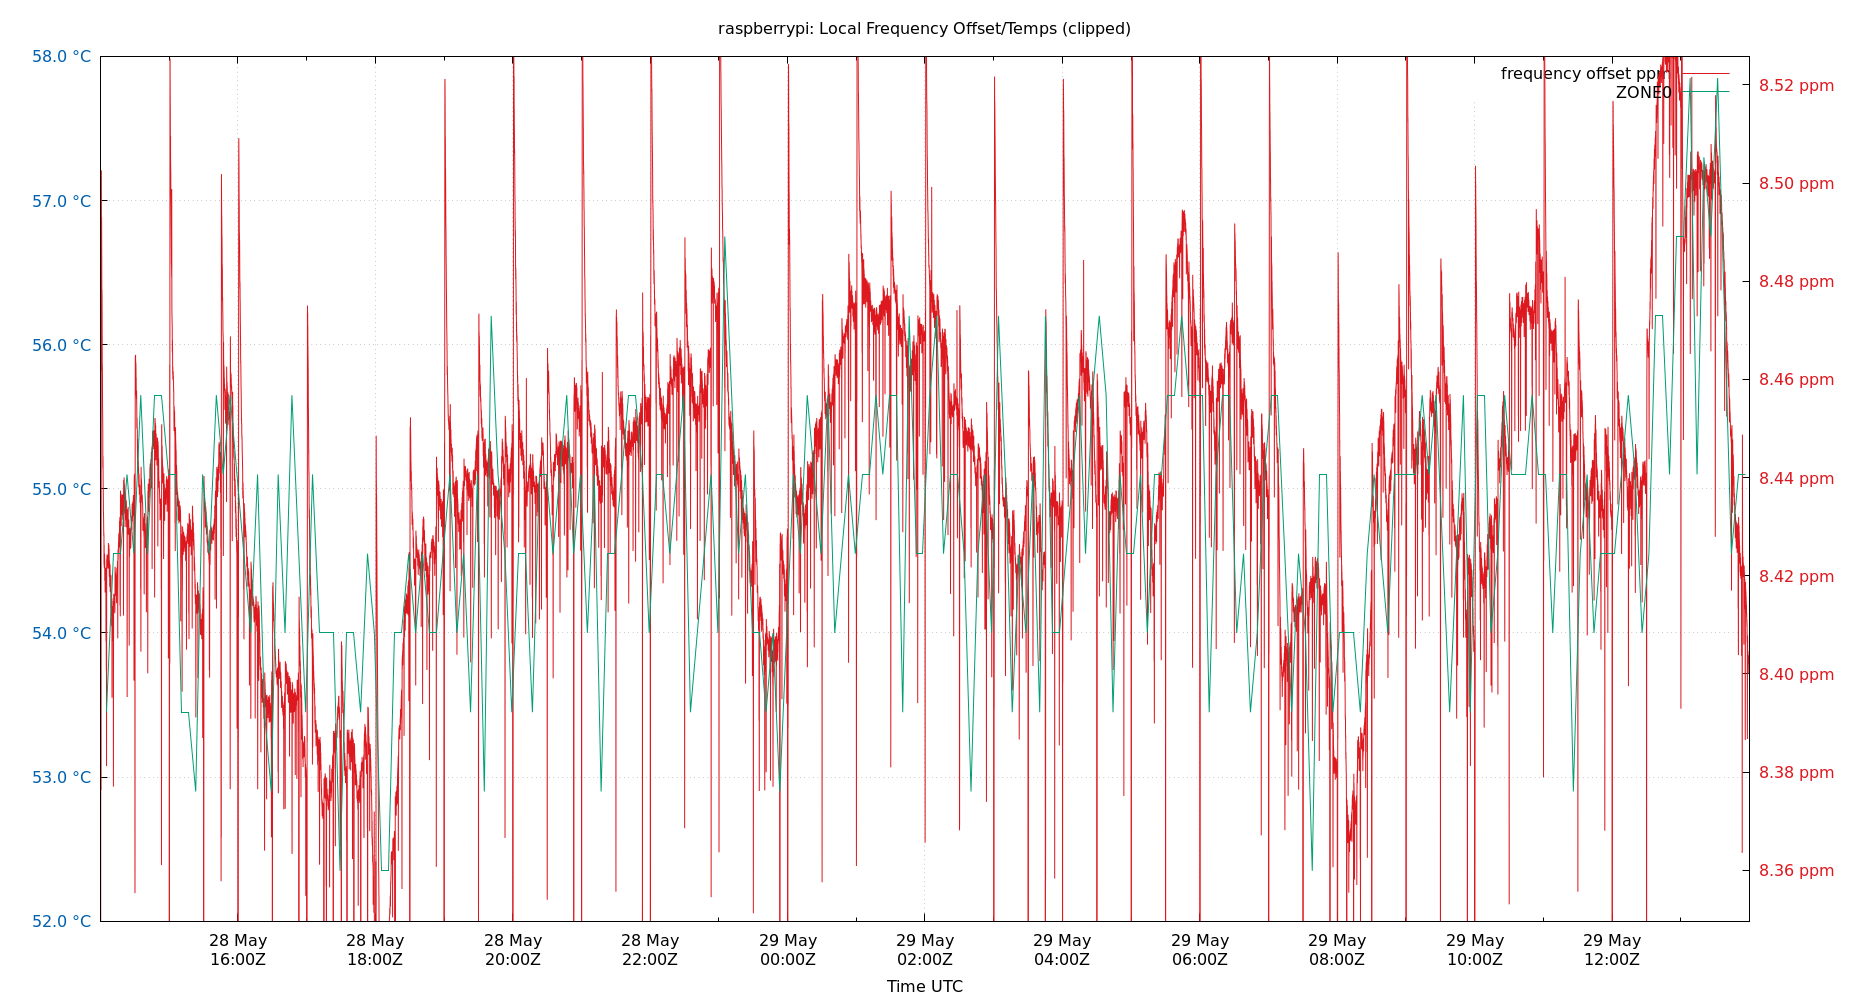 raspberrypi: Local Frequency Offset/Temps (clipped)
58.0 °C
57.0 °C
56.0 °C
55.0 °C
54.0 °C
53.0 °C
52.0 °C
frequency offset ppm
ZONE0
8.52 ppm
8.50 ppm
8.48 ppm
8.46 ppm
8.44 ppm
8.42 ppm
8.40 ppm
8.38 ppm
8.36 ppm
28 May
16:00Z
28 May
18:00Z
28 May
20:00Z
28 May
22:00Z
29 May
00:00Z
29 May
02:00Z
29 May
04:00Z
29 May
06:00Z
29 May
08:00Z
29 May
10:00Z
29 May
12:00Z
Time UTC